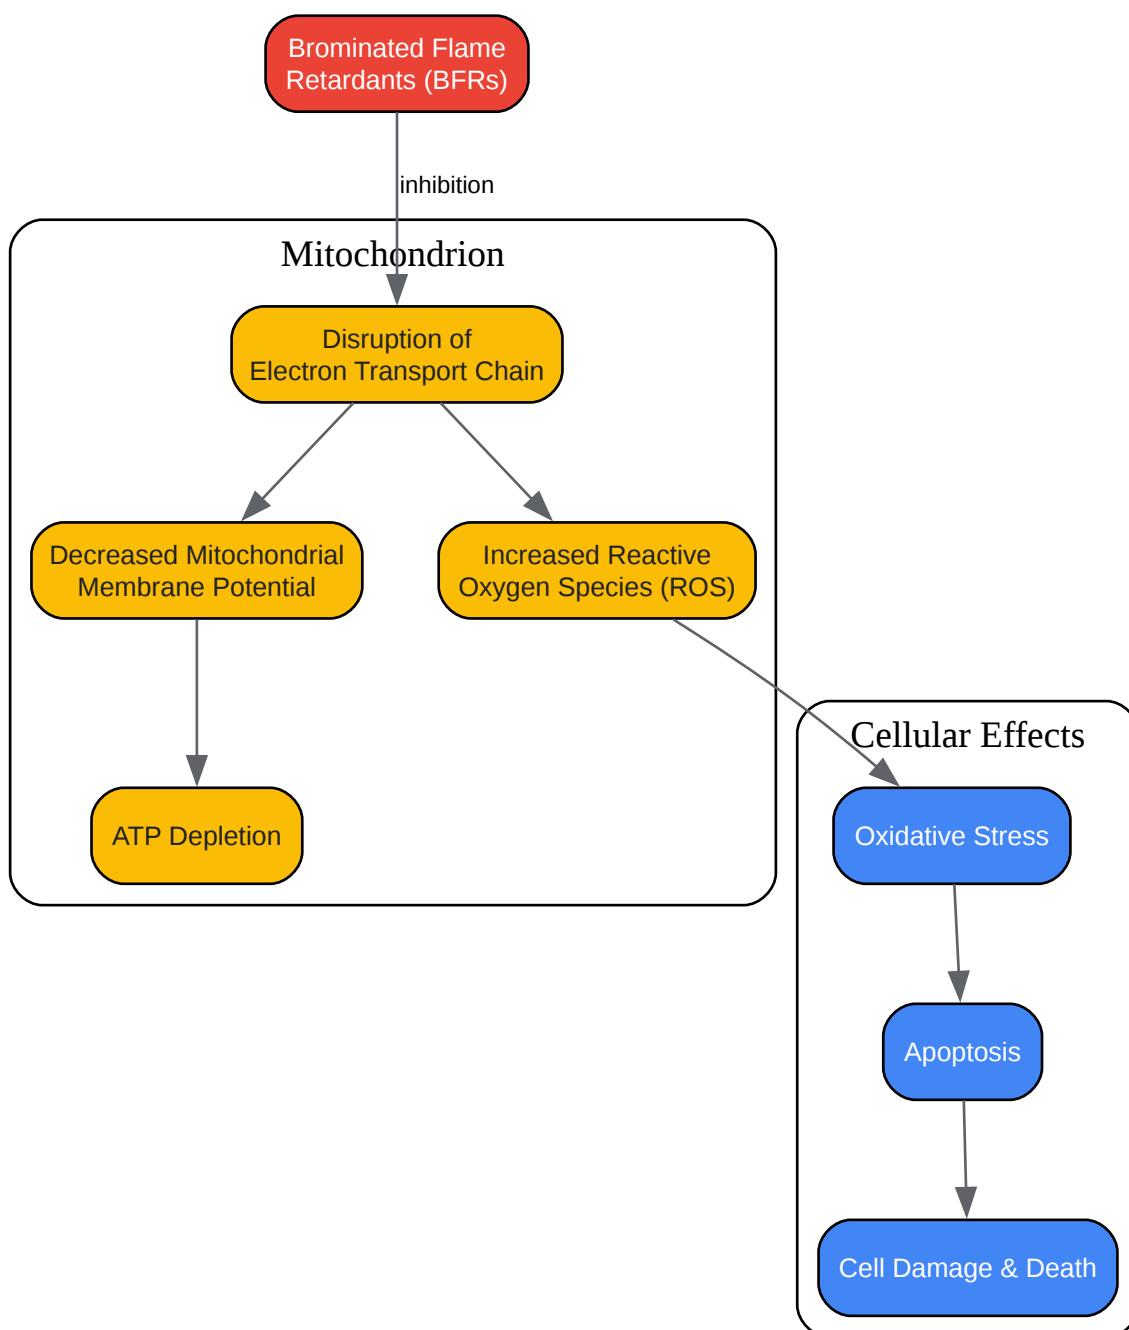 Brominated Flame
Retardants (BFRs)
inhibition
Mitochondrion
Disruption of
Electron Transport Chain
Decreased Mitochondrial
Membrane Potential
Increased Reactive
Oxygen Species (ROS)
ATP Depletion
Cellular Effects
Oxidative Stress
Apoptosis
Cell Damage & Death